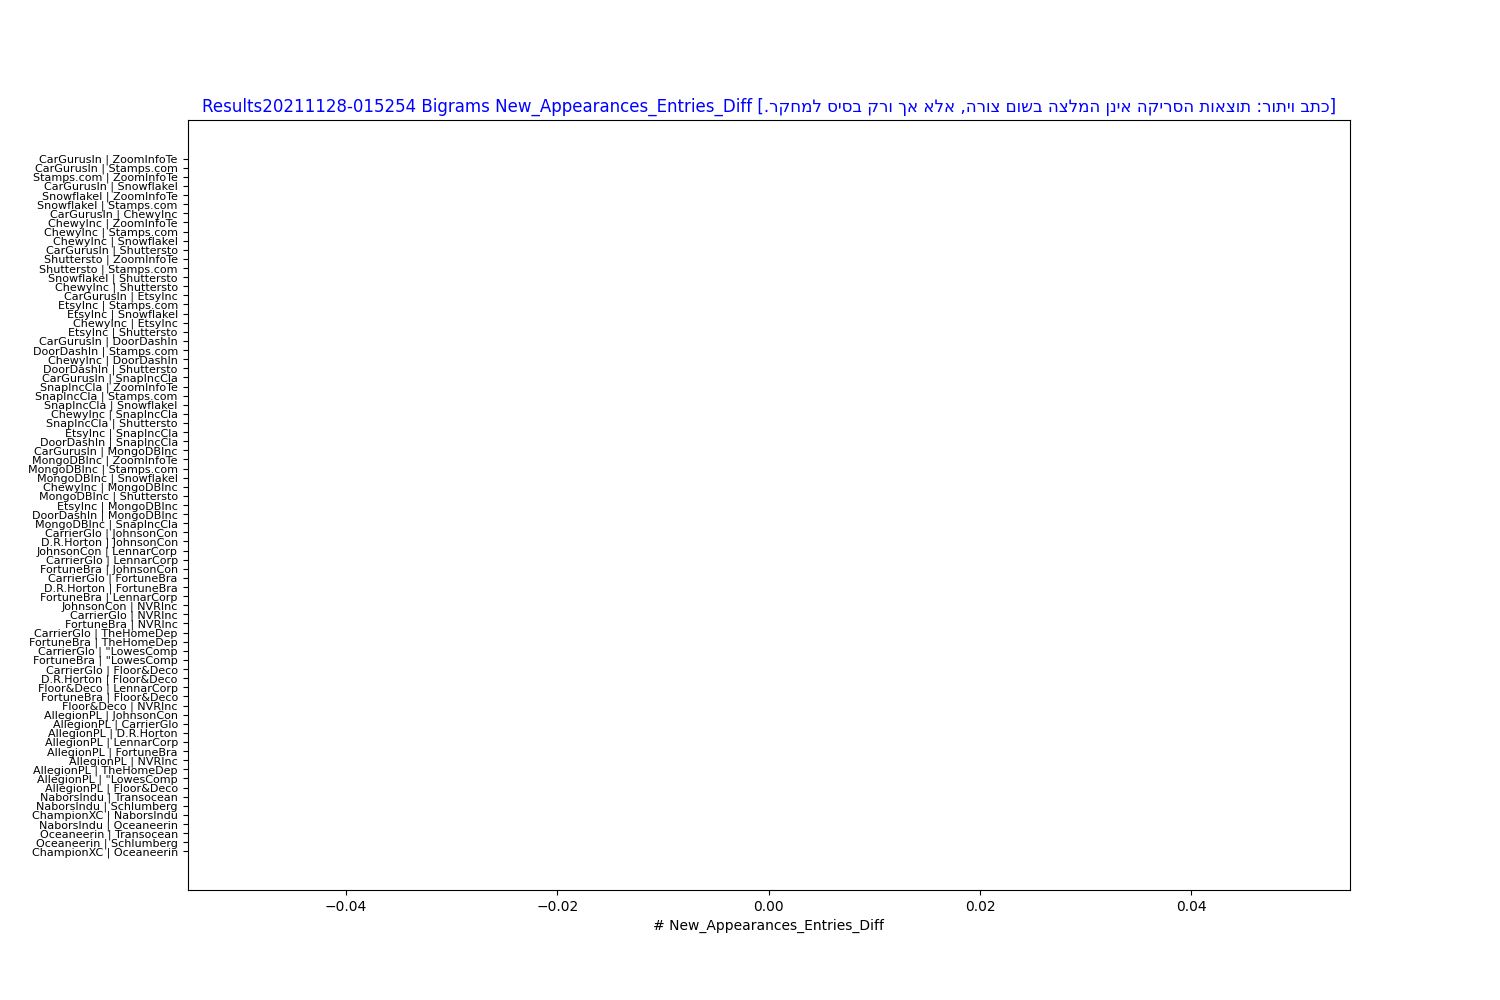 Results20211128-015254 Bigrams New_Appearances_Entries_Diff [כתב ויתור: תוצאות הסריקה אינן המלצה בשום צורה, אלא אך ורק בסיס למחקר.]
CarGurusIn | ZoomInfoTe
CarGurusIn | Stamps.com
Stamps.com | ZoomInfoTe
CarGurusIn | SnowflakeI
SnowflakeI | ZoomInfoTe
SnowflakeI | Stamps.com
CarGurusIn | ChewyInc
ChewyInc | ZoomInfoTe
ChewyInc | Stamps.com
ChewyInc | SnowflakeI
CarGurusIn | Shuttersto
Shuttersto | ZoomInfoTe
Shuttersto | Stamps.com
SnowflakeI | Shuttersto
ChewyInc | Shuttersto
CarGurusIn | EtsyInc
EtsyInc | Stamps.com
EtsyInc | SnowflakeI
ChewyInc | EtsyInc
EtsyInc | Shuttersto
CarGurusIn | DoorDashIn
DoorDashIn | Stamps.com
ChewyInc | DoorDashIn
DoorDashIn | Shuttersto
CarGurusIn | SnapIncCla
SnapIncCla | ZoomInfoTe
SnapIncCla | Stamps.com
SnapIncCla | SnowflakeI
ChewyInc | SnapIncCla
SnapIncCla | Shuttersto
EtsyInc | SnapIncCla
DoorDashIn | SnapIncCla
CarGurusIn | MongoDBInc
MongoDBInc | ZoomInfoTe
MongoDBInc | Stamps.com
MongoDBInc | SnowflakeI
ChewyInc | MongoDBInc
MongoDBInc | Shuttersto
EtsyInc | MongoDBInc
DoorDashIn | MongoDBInc
MongoDBInc | SnapIncCla
CarrierGlo | JohnsonCon
D.R.Horton | JohnsonCon
JohnsonCon | LennarCorp
CarrierGlo | LennarCorp
FortuneBra | JohnsonCon
CarrierGlo | FortuneBra
D.R.Horton | FortuneBra
FortuneBra | LennarCorp
JohnsonCon | NVRInc
CarrierGlo | NVRInc
FortuneBra | NVRInc
CarrierGlo | TheHomeDep
FortuneBra | TheHomeDep
CarrierGlo | "LowesComp
FortuneBra | "LowesComp
CarrierGlo | Floor&Deco
D.R.Horton | Floor&Deco
Floor&Deco | LennarCorp
FortuneBra | Floor&Deco
Floor&Deco | NVRInc
AllegionPL | JohnsonCon
AllegionPL | CarrierGlo
AllegionPL | D.R.Horton
AllegionPL | LennarCorp
AllegionPL | FortuneBra
AllegionPL | NVRInc
AllegionPL | TheHomeDep
AllegionPL | "LowesComp
AllegionPL | Floor&Deco
NaborsIndu | Transocean
NaborsIndu | Schlumberg
ChampionXC | NaborsIndu
NaborsIndu | Oceaneerin
Oceaneerin | Transocean
Oceaneerin | Schlumberg
ChampionXC | Oceaneerin
−0.04 −0.02 0.00 0.02 0.04
# New_Appearances_Entries_Diff